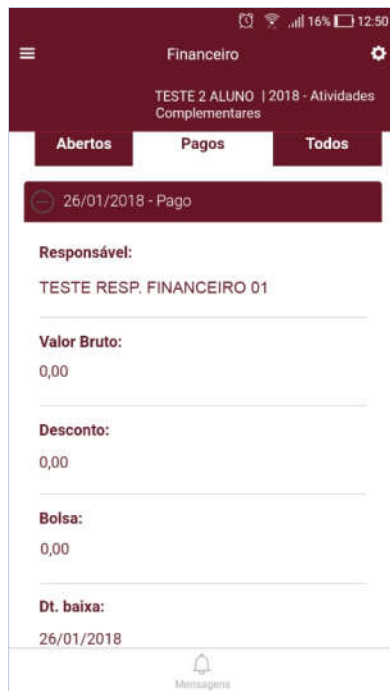 16% 12:50
Financeiro
TESTE 2 ALUNO | 2018 - Atividades
Complementares
Abertos Pagos Todos
26/01/2018 - Pago
Responsável:
TESTE RESP. FINANCEIRO 01
Valor Bruto:
0,00
Desconto:
0,00
Bolsa:
0,00
Dt. baixa:
26/01/2018
Mensagens